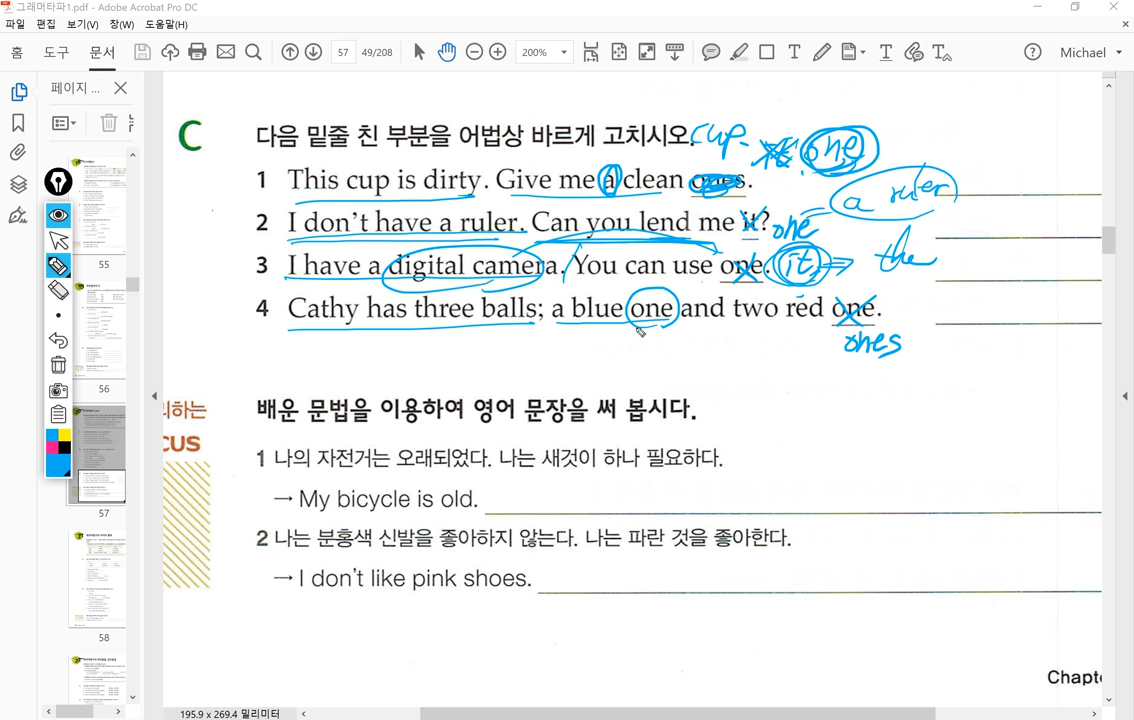 그래머타파1.pdf - Adobe Acrobat Pro DC
파일 편집 보기(V) 창(W) 도움말(H)
홈 도구 문서 57 49/208 200% Michael
페이지 ...
55
56
57
58
C 다음 밑줄 친 부분을 어법상 바르게 고치시오.
cup. one
1 This cup is dirty. Give me a clean ones.
a ruler
2 I don't have a ruler. Can you lend me it?
one
3 I have a digital camera. You can use one.
it → the
4 Cathy has three balls; a blue one and two red one.
ones
리하는
CUS
배운 문법을 이용하여 영어 문장을 써 봅시다.
1 나의 자전거는 오래되었다. 나는 새것이 하나 필요하다.
→ My bicycle is old.
2 나는 분홍색 신발을 좋아하지 않는다. 나는 파란 것을 좋아한다.
→ I don't like pink shoes.
Chapt
195.9 x 269.4 밀리미터